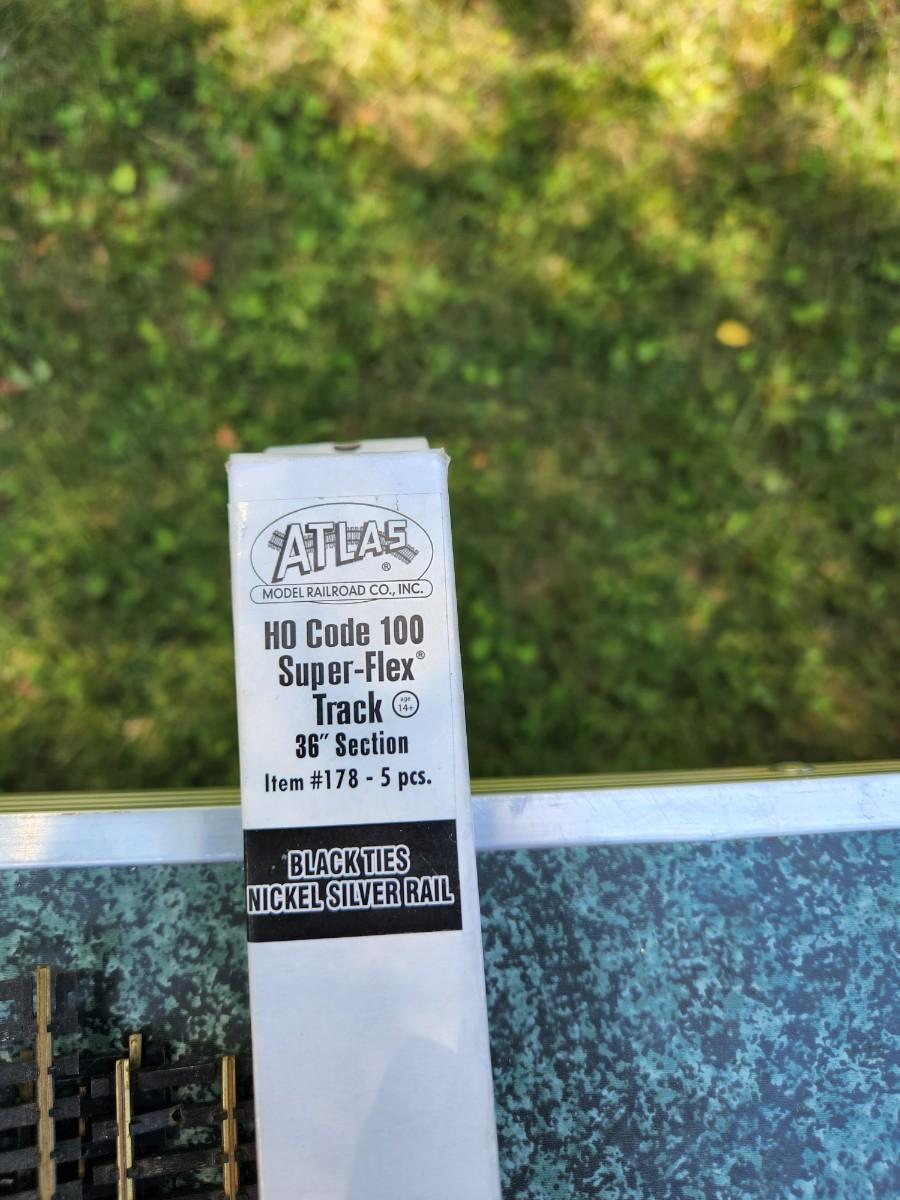 ATLAS®
MODEL RAILROAD CO., INC.
HO Code 100
Super-Flex®
Track age 14+
36″ Section
Item #178 - 5 pcs.
BLACK TIES
NICKEL SILVER RAIL